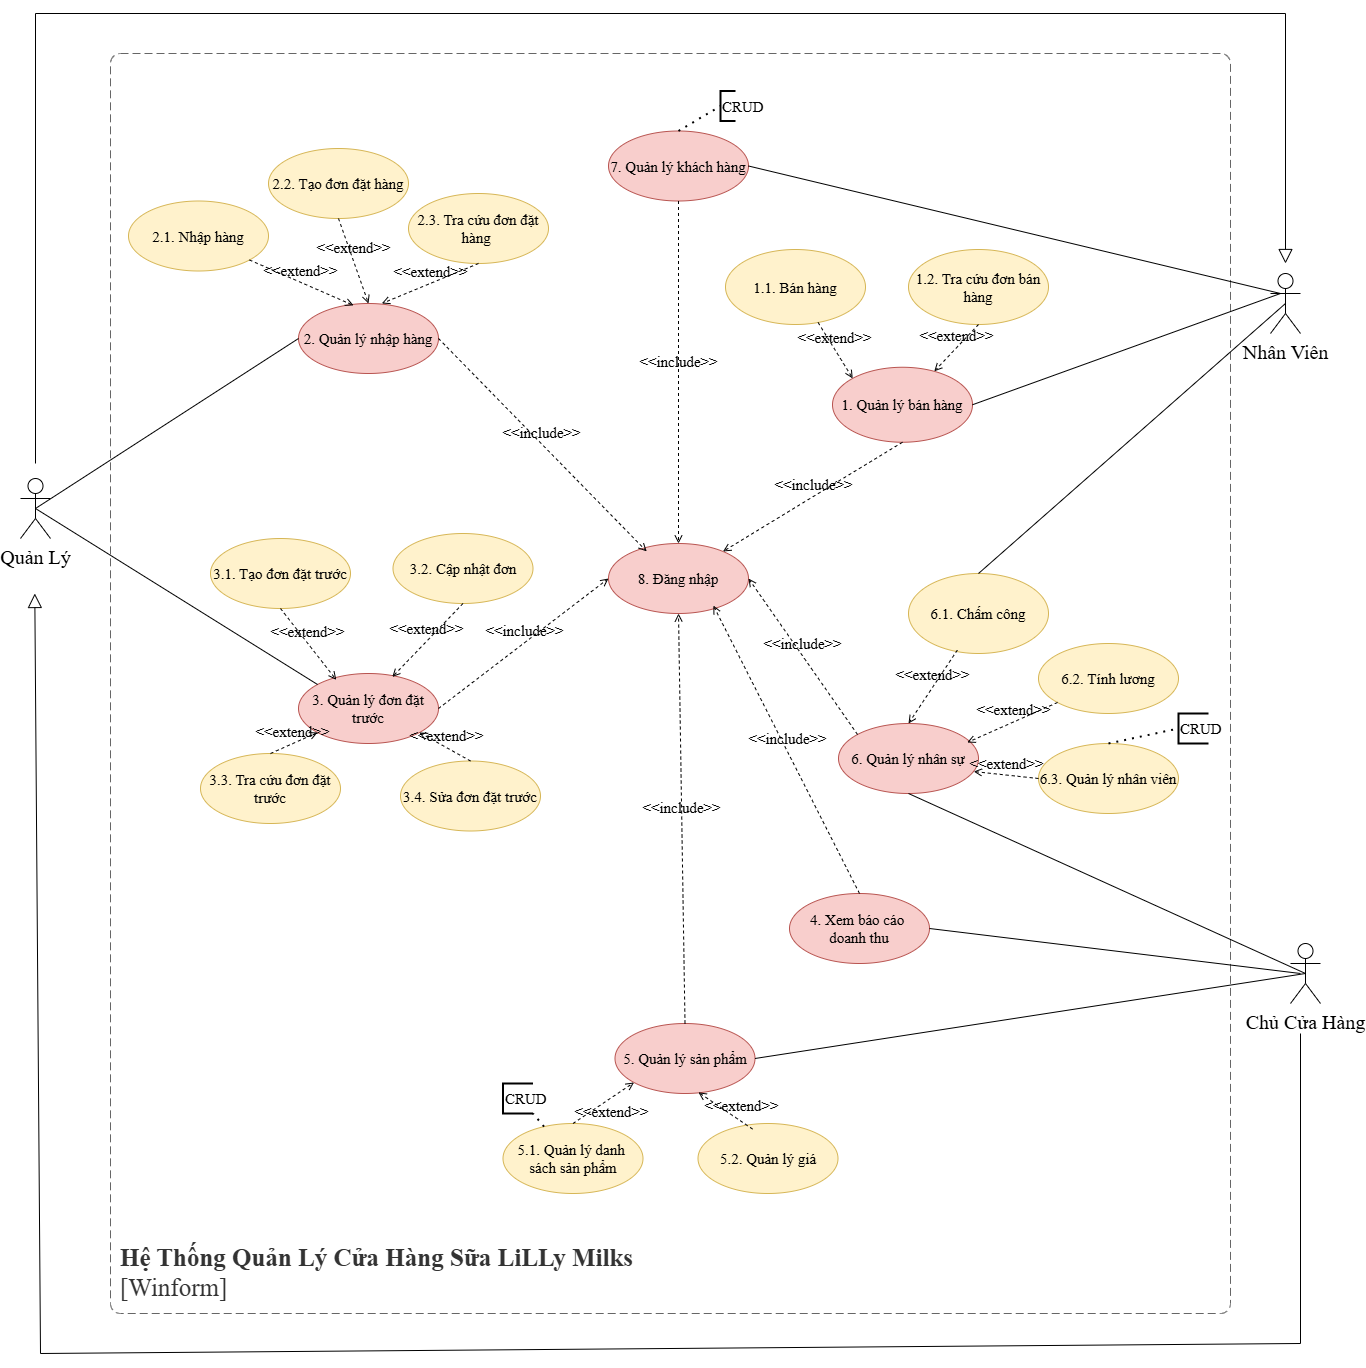 CRUD
7. Quản lý khách hàng
2.2. Tạo đơn đặt hàng
2.3. Tra cứu đơn đặt
hàng
2.1. Nhập hàng
<<extend>>
<<extend>>
<<extend>>
2. Quản lý nhập hàng
1.1. Bán hàng
1.2. Tra cứu đơn bán
hàng
<<extend>>
<<extend>>
Nhân Viên
<<include>>
1. Quản lý bán hàng
<<include>>
<<include>>
Quản Lý
3.1. Tạo đơn đặt trước
3.2. Cập nhật đơn
8. Đăng nhập
<<extend>>
<<extend>>
<<include>>
<<include>>
6.1. Chấm công
<<extend>>
6.2. Tính lương
3. Quản lý đơn đặt
trước
<<extend>>
<<extend>>
<<extend>>
<<include>>
CRUD
6. Quản lý nhân sự
<<extend>>
6.3. Quản lý nhân viên
3.3. Tra cứu đơn đặt
trước
3.4. Sửa đơn đặt trước
<<include>>
4. Xem báo cáo
doanh thu
Chủ Cửa Hàng
5. Quản lý sản phẩm
CRUD
<<extend>>
<<extend>>
5.1. Quản lý danh
sách sản phẩm
5.2. Quản lý giá
Hệ Thống Quản Lý Cửa Hàng Sữa LiLLy Milks
[Winform]